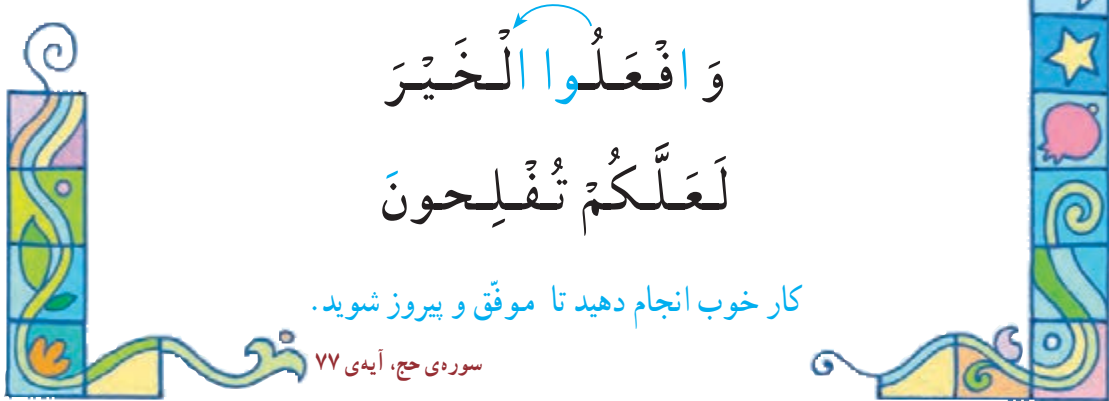 وَ افْعَلُوا الْخَيْرَ
لَعَلَّكُمْ تُفْلِحونَ
کار خوب انجام دهید تا موفّق و پیروز شوید.
سوره‌ی حج، آیه‌ی ۷۷